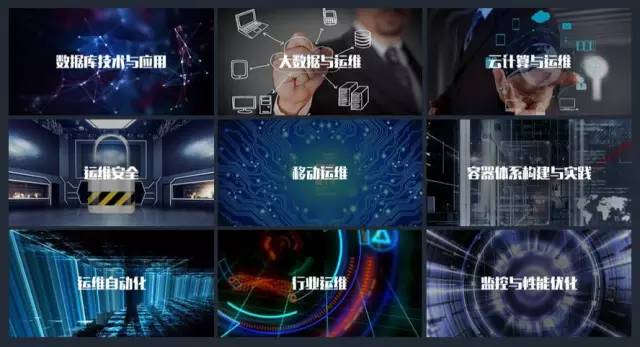 数据库技术与应用
大数据与运维
云计算与运维
运维安全
移动运维
容器体系构建与实践
运维自动化
行业运维
监控与性能优化